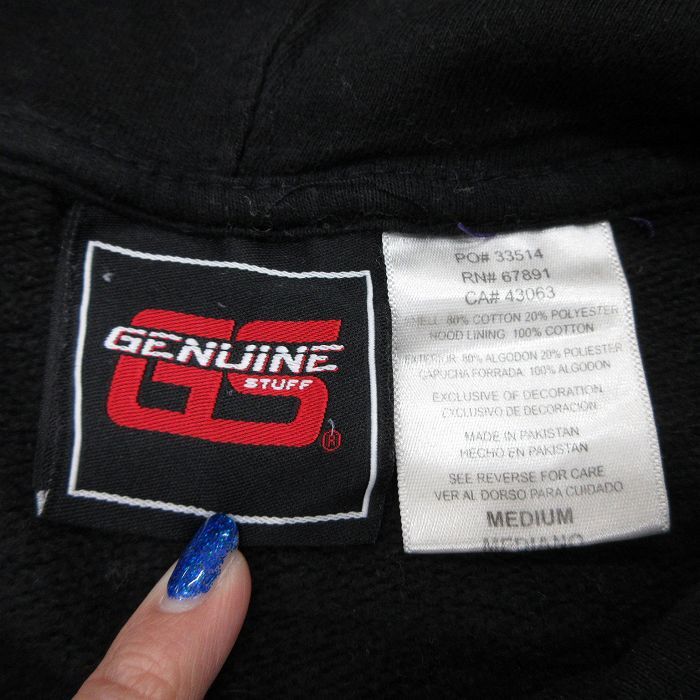 GS
GENUINE
STUFF
®
PO# 33514
RN# 67891
CA# 43063
SHELL: 80% COTTON 20% POLYESTER
HOOD LINING: 100% COTTON
EXTERIOR: 80% ALGODON 20% POLIESTER
CAPUCHA FORRADA: 100% ALGODON
EXCLUSIVE OF DECORATION
EXCLUSIVO DE DECORACION
MADE IN PAKISTAN
HECHO EN PAKISTAN
SEE REVERSE FOR CARE
VER AL DORSO PARA CUIDADO
MEDIUM
MEDIANO